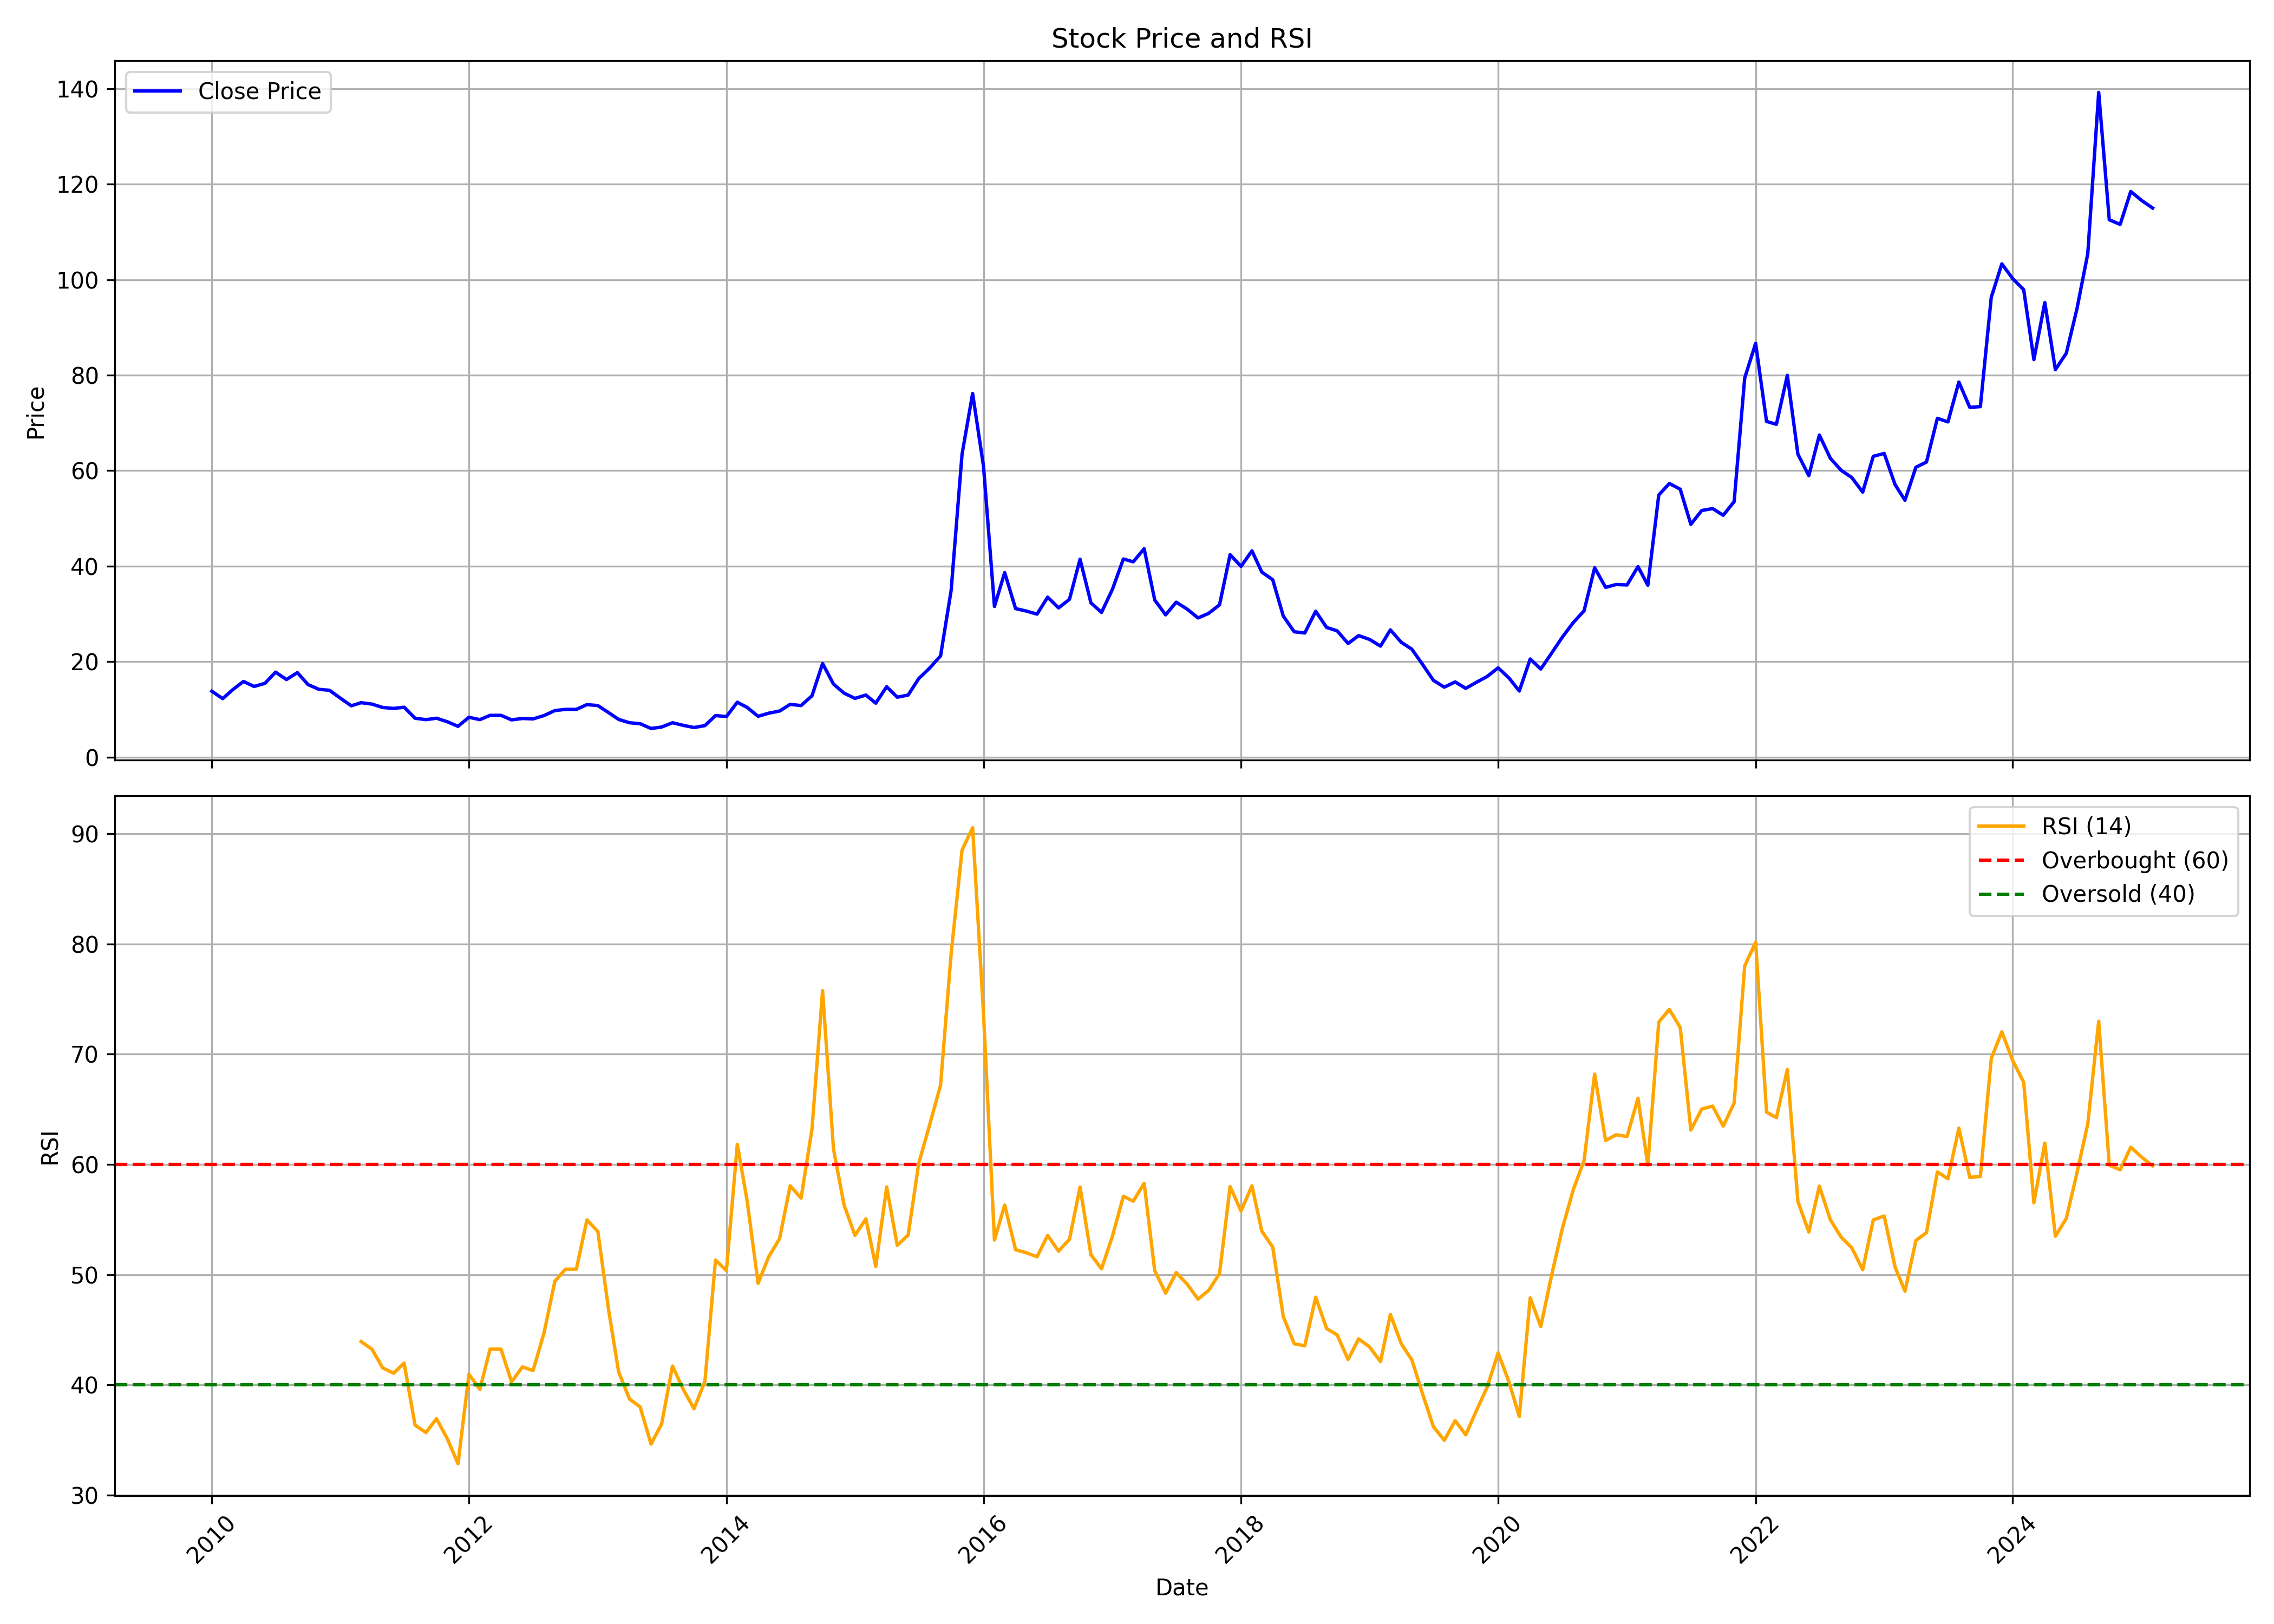 Stock Price and RSI
Close Price
140
120
100
80
60
40
20
0
Price
RSI (14)
Overbought (60)
Oversold (40)
90
80
70
60
50
40
30
RSI
2010
2012
2014
2016
2018
2020
2022
2024
Date